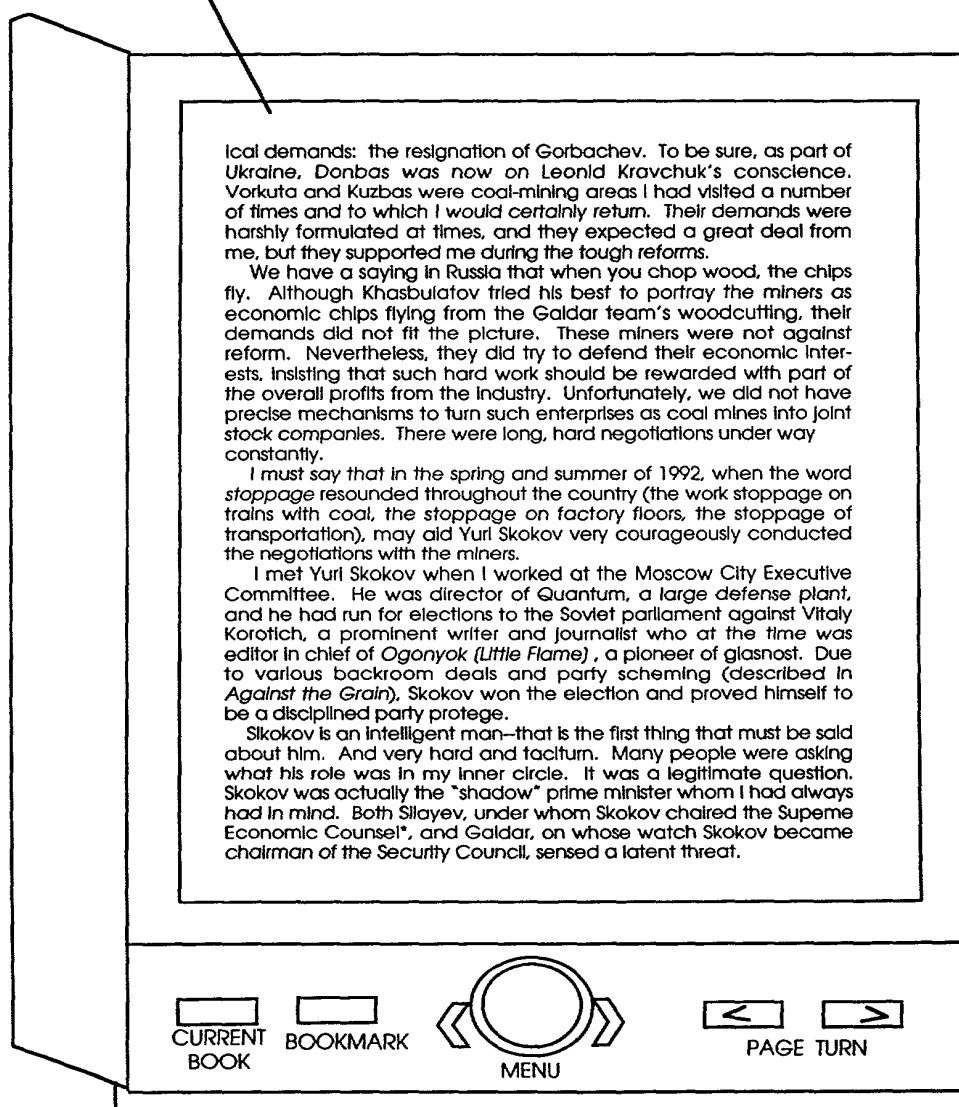 ical demands: the resignation of Gorbachev. To be sure, as part of
Ukraine, Donbas was now on Leonid Kravchuk's conscience.
Vorkuta and Kuzbas were coal-mining areas I had visited a number
of times and to which I would certainly return. Their demands were
harshly formulated at times, and they expected a great deal from
me, but they supported me during the tough reforms.
We have a saying in Russia that when you chop wood, the chips
fly. Although Khasbulatov tried his best to portray the miners as
economic chips flying from the Gaidar team's woodcutting, their
demands did not fit the picture. These miners were not against
reform. Nevertheless, they did try to defend their economic inter-
ests, insisting that such hard work should be rewarded with part of
the overall profits from the industry. Unfortunately, we did not have
precise mechanisms to turn such enterprises as coal mines into joint
stock companies. There were long, hard negotiations under way
constantly.
I must say that in the spring and summer of 1992, when the word
stoppage resounded throughout the country (the work stoppage on
trains with coal, the stoppage on factory floors, the stoppage of
transportation), may aid Yuri Skokov very courageously conducted
the negotiations with the miners.
I met Yuri Skokov when I worked at the Moscow City Executive
Committee. He was director of Quantum, a large defense plant,
and he had run for elections to the Soviet parliament against Vitaly
Korotich, a prominent writer and journalist who at the time was
editor in chief of Ogonyok (Little Flame) , a pioneer of glasnost. Due
to various backroom deals and party scheming (described in
Against the Grain), Skokov won the election and proved himself to
be a disciplined party protege.
Sikokov is an intelligent man--that is the first thing that must be said
about him. And very hard and taciturn. Many people were asking
what his role was in my inner circle. It was a legitimate question.
Skokov was actually the "shadow" prime minister whom I had always
had in mind. Both Silayev, under whom Skokov chaired the Supeme
Economic Counsel*, and Gaidar, on whose watch Skokov became
chairman of the Security Council, sensed a latent threat.
CURRENT BOOK
BOOKMARK
MENU
< >
PAGE TURN